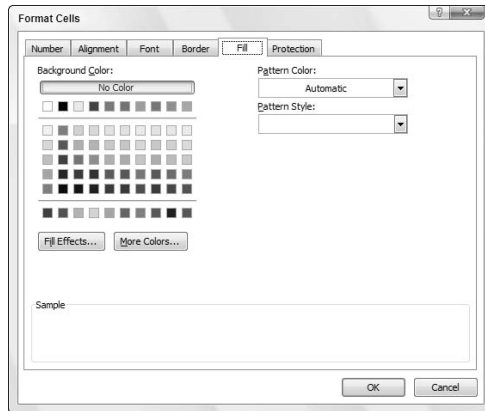 Format Cells
Number Alignment Font Border Fill Protection
Background Color:
No Color
Pattern Color:
Automatic
Pattern Style:
Fill Effects... More Colors...
Sample
OK Cancel